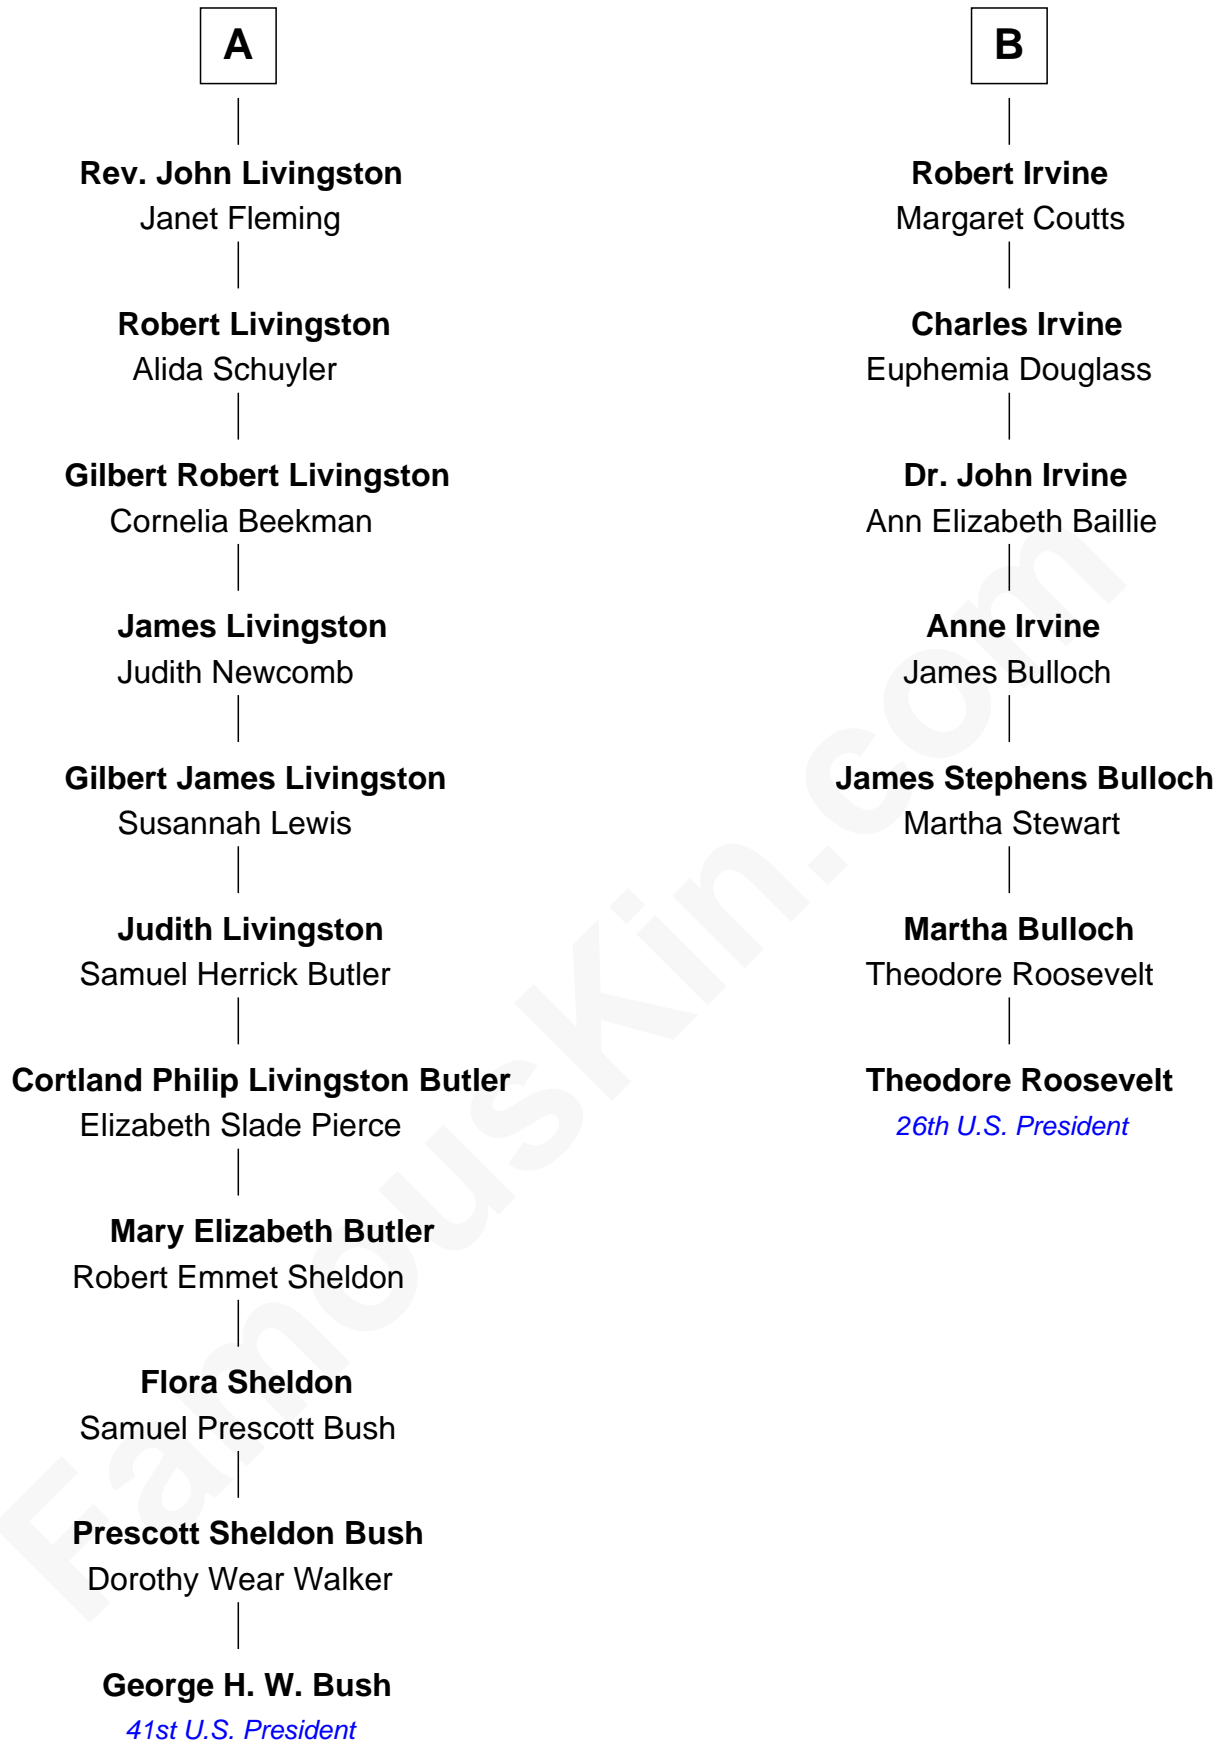 A
Rev. John Livingston
Janet Fleming
Robert Livingston
Alida Schuyler
Gilbert Robert Livingston
Cornelia Beekman
James Livingston
Judith Newcomb
Gilbert James Livingston
Susannah Lewis
Judith Livingston
Samuel Herrick Butler
Cortland Philip Livingston Butler
Elizabeth Slade Pierce
Mary Elizabeth Butler
Robert Emmet Sheldon
Flora Sheldon
Samuel Prescott Bush
Prescott Sheldon Bush
Dorothy Wear Walker
George H. W. Bush
41st U.S. President
B
Robert Irvine
Margaret Coutts
Charles Irvine
Euphemia Douglass
Dr. John Irvine
Ann Elizabeth Baillie
Anne Irvine
James Bulloch
James Stephens Bulloch
Martha Stewart
Martha Bulloch
Theodore Roosevelt
Theodore Roosevelt
26th U.S. President
FamousKin.com